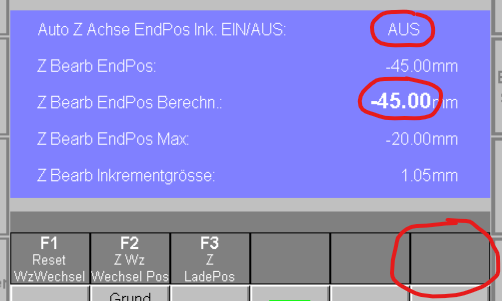 Auto Z Achse EndPos Ink. EIN/AUS: AUS
Z Bearb EndPos: -45.00mm
Z Bearb EndPos Berechn.: -45.00mm
Z Bearb EndPos Max: -20.00mm
Z Bearb Inkrementgrösse: 1.05mm
F1 F2 F3
Reset Z Wz Z
WzWechsel Wechsel Pos LadePos
Grund